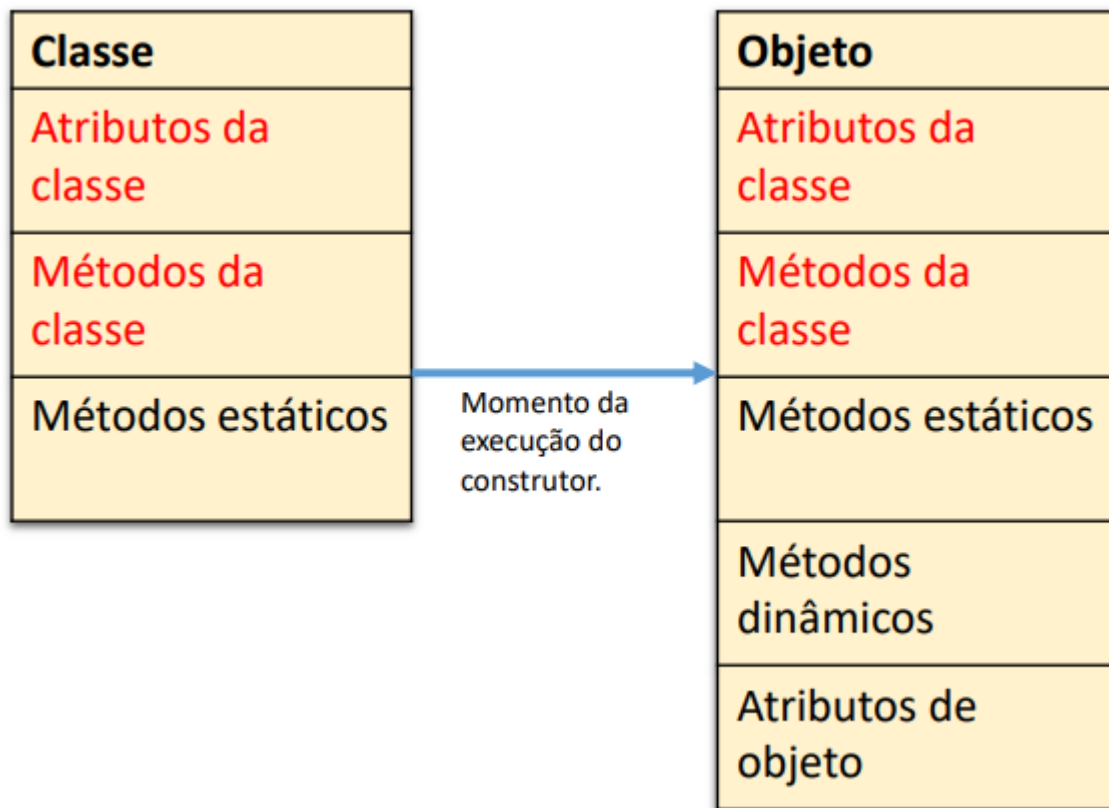 Classe
Atributos da
classe
Métodos da
classe
Métodos estáticos
Momento da
execução do
construtor.
Objeto
Atributos da
classe
Métodos da
classe
Métodos estáticos
Métodos
dinâmicos
Atributos de
objeto